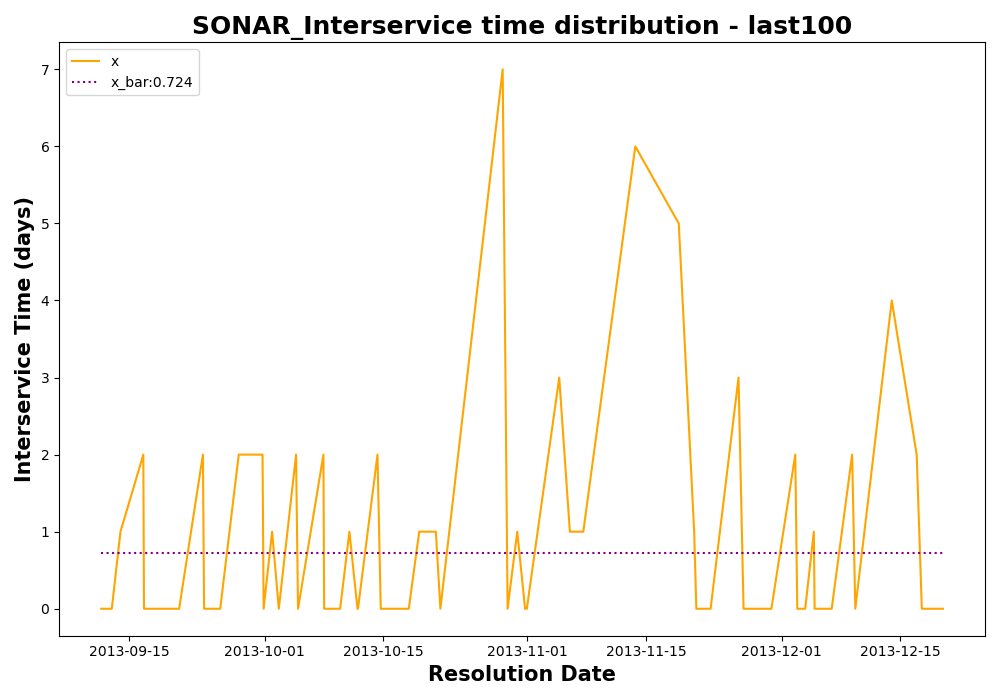 SONAR_Interservice time distribution - last100
x
x_bar:0.724
Interservice Time (days)
7
6
5
4
3
2
1
0
2013-09-15 2013-10-01 2013-10-15 2013-11-01 2013-11-15 2013-12-01 2013-12-15
Resolution Date